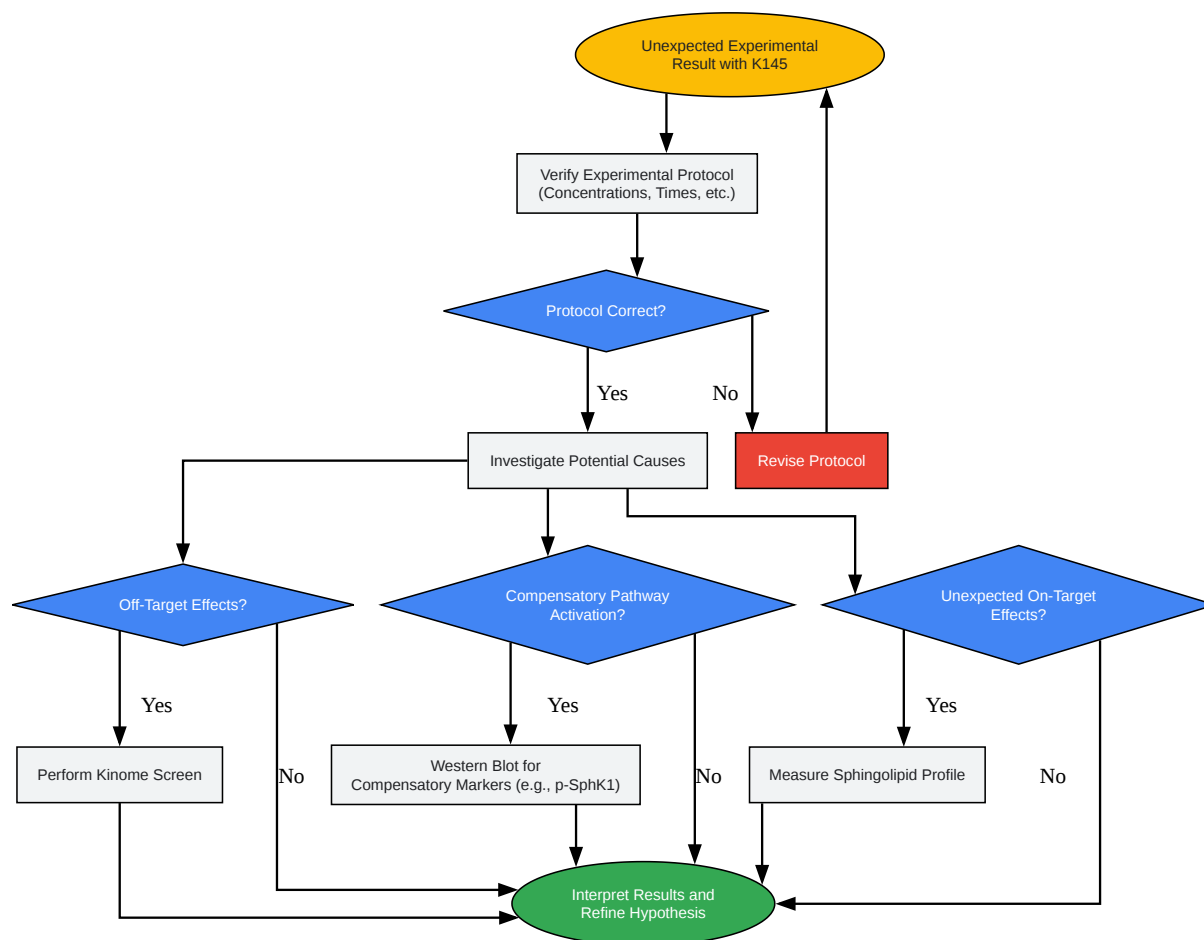 Unexpected Experimental
Result with K145
Verify Experimental Protocol
(Concentrations, Times, etc.)
Protocol Correct?
Yes
No
Investigate Potential Causes
Revise Protocol
Off-Target Effects?
Compensatory Pathway
Activation?
Unexpected On-Target
Effects?
Yes
Yes
Yes
Perform Kinome Screen
No
Western Blot for
Compensatory Markers (e.g., p-SphK1)
No
Measure Sphingolipid Profile
No
Interpret Results and
Refine Hypothesis